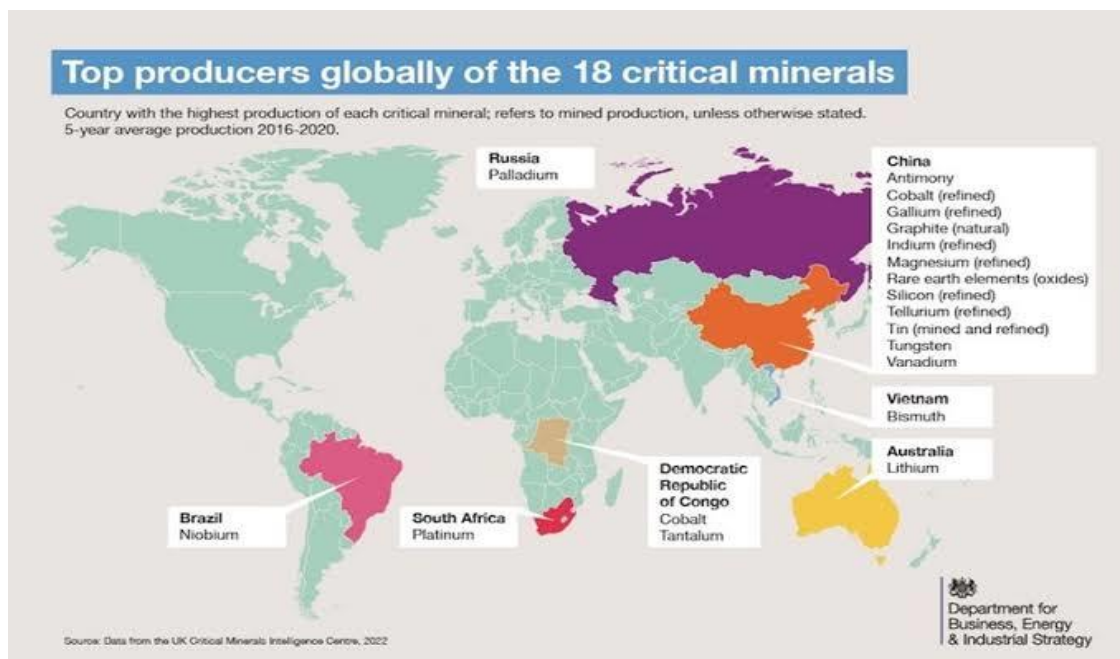 Top producers globally of the 18 critical minerals
Country with the highest production of each critical mineral; refers to mined production, unless otherwise stated.
5-year average production 2016-2020.
Russia
Palladium
China
Antimony
Cobalt (refined)
Gallium (refined)
Graphite (natural)
Indium (refined)
Magnesium (refined)
Rare earth elements (oxides)
Silicon (refined)
Tellurium (refined)
Tin (mined and refined)
Tungsten
Vanadium
Vietnam
Bismuth
Australia
Lithium
Democratic
Republic
of Congo
Cobalt
Tantalum
South Africa
Platinum
Brazil
Niobium
Department for
Business, Energy
& Industrial Strategy
Source: Data from the UK Critical Minerals Intelligence Centre, 2022